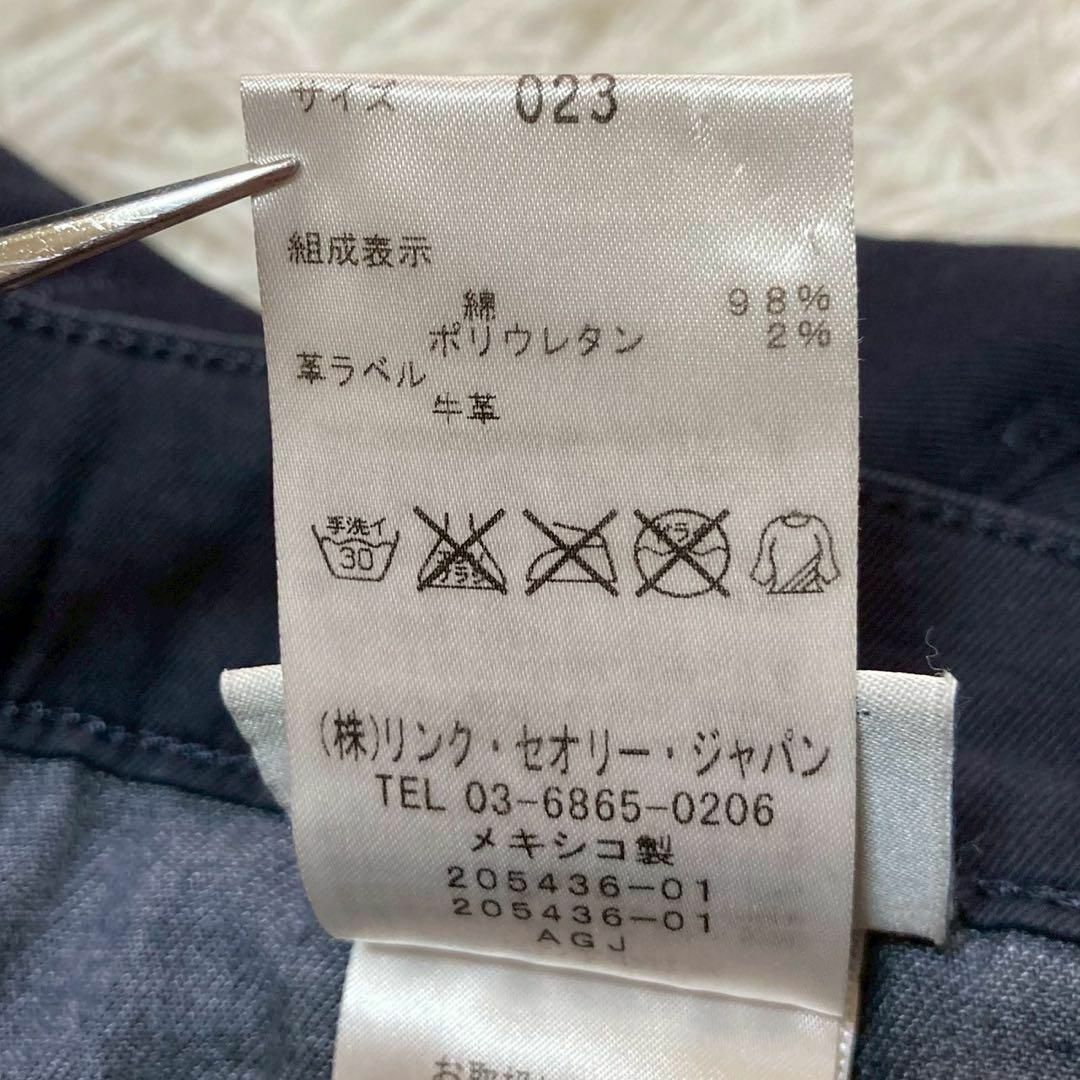 サイズ 023
組成表示
綿 98%
ポリウレタン 2%
革ラベル
牛革
手洗イ
30
(株)リンク・セオリー・ジャパン
TEL 03-6865-0206
メキシコ製
205436-01
205436-01
AGJ